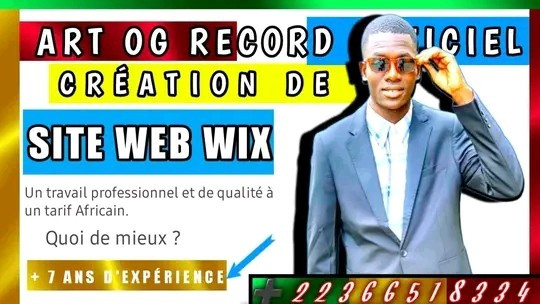 ART OG RECORD ICIEL
CRÉATION DE
SITE WEB WIX
Un travail professionnel et de qualité à
un tarif Africain.
Quoi de mieux ?
+ 7 ANS D'EXPÉRIENCE
+22366518334